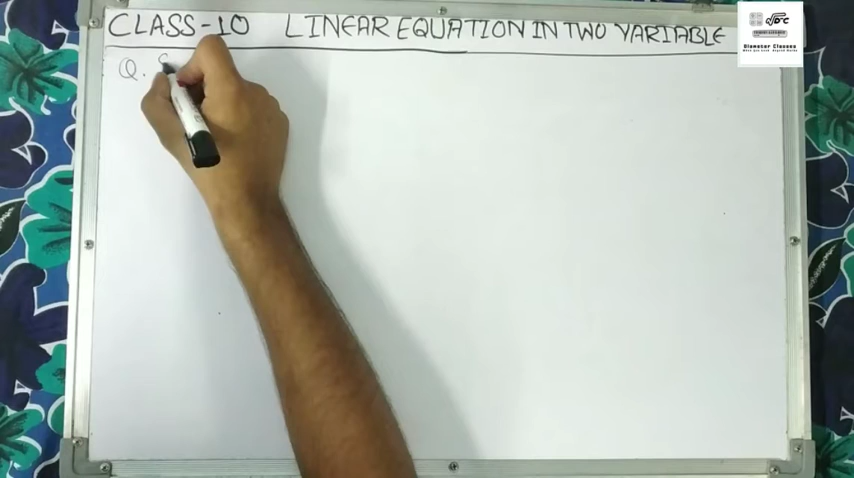 CLASS-10 LINEAR EQUATION IN TWO VARIABLE
Q. S
Diameter Classes